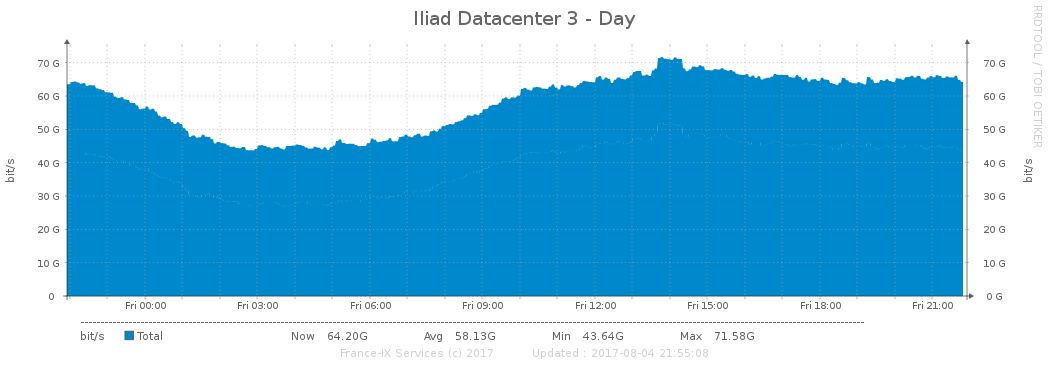 Iliad Datacenter 3 - Day
RRDTOOL / TOBI OETIKER
bit/s
bit/s
70 G 70 G
60 G 60 G
50 G 50 G
40 G 40 G
30 G 30 G
20 G 20 G
10 G 10 G
0 0 G
Fri 00:00 Fri 03:00 Fri 06:00 Fri 09:00 Fri 12:00 Fri 15:00 Fri 18:00 Fri 21:00
bit/s Total Now 64.20G Avg 58.13G Min 43.64G Max 71.58G
France-IX Services (c) 2017 Updated : 2017-08-04 21:55:08